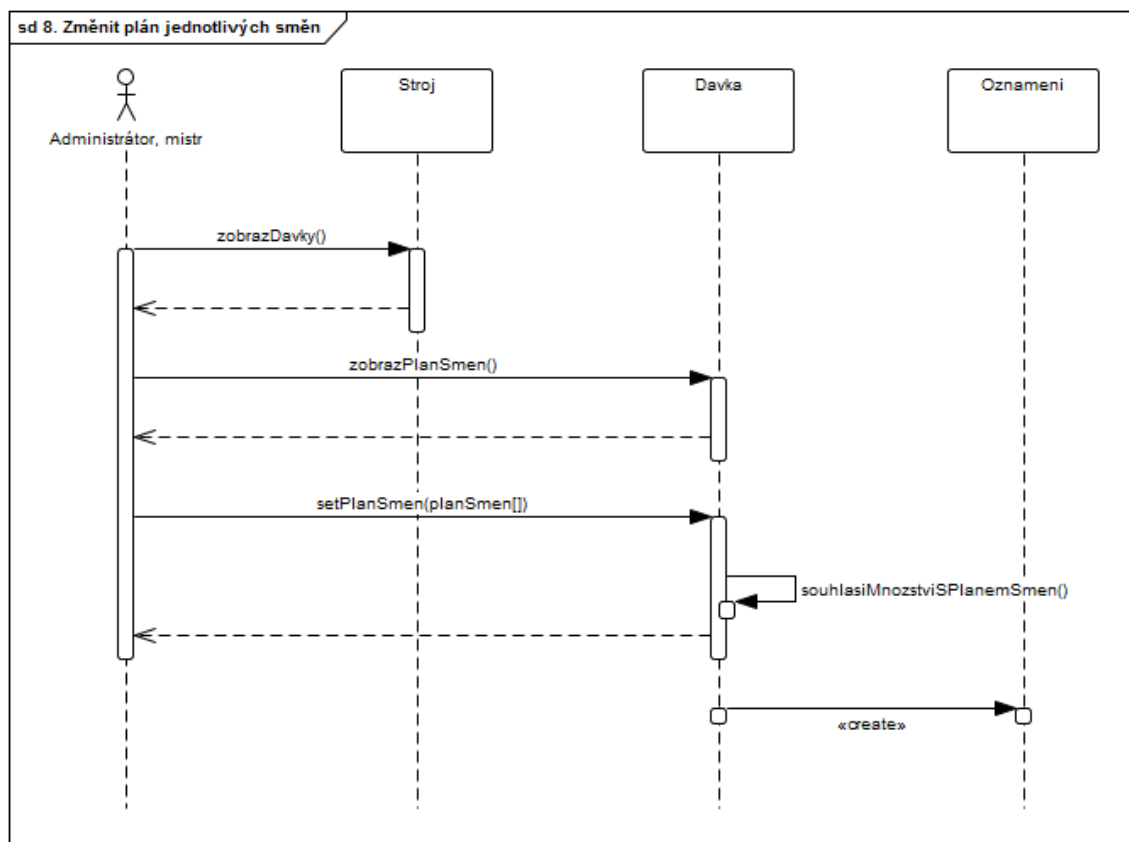 sd 8. Změnit plán jednotlivých směn
Stroj
Davka
Oznameni
Administrátor, mistr
zobrazDavky()
zobrazPlanSmen()
setPlanSmen(planSmen[])
souhlasiMnozstviSPlanemSmen()
«create»